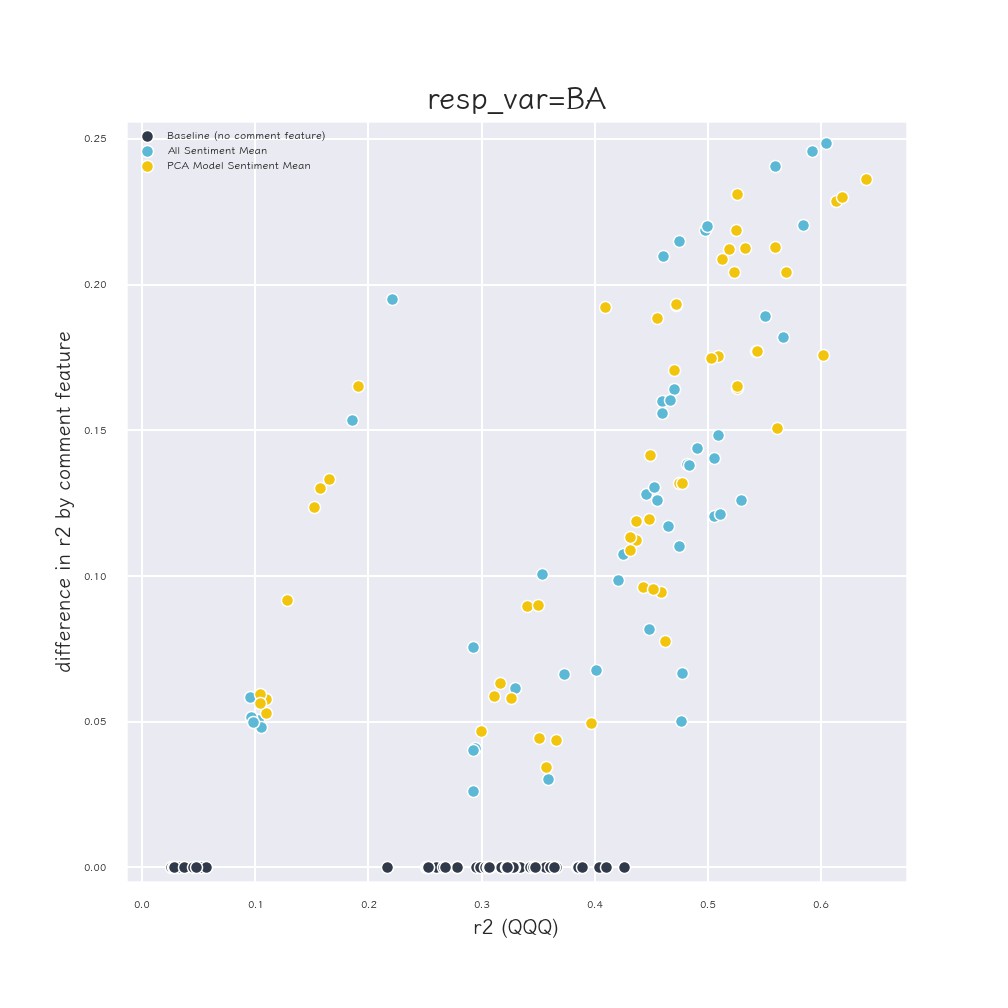 resp_var=BA
Baseline (no comment feature)
All Sentiment Mean
PCA Model Sentiment Mean
0.25
0.20
0.15
0.10
0.05
0.00
difference in r2 by comment feature
0.0 0.1 0.2 0.3 0.4 0.5 0.6
r2 (QQQ)